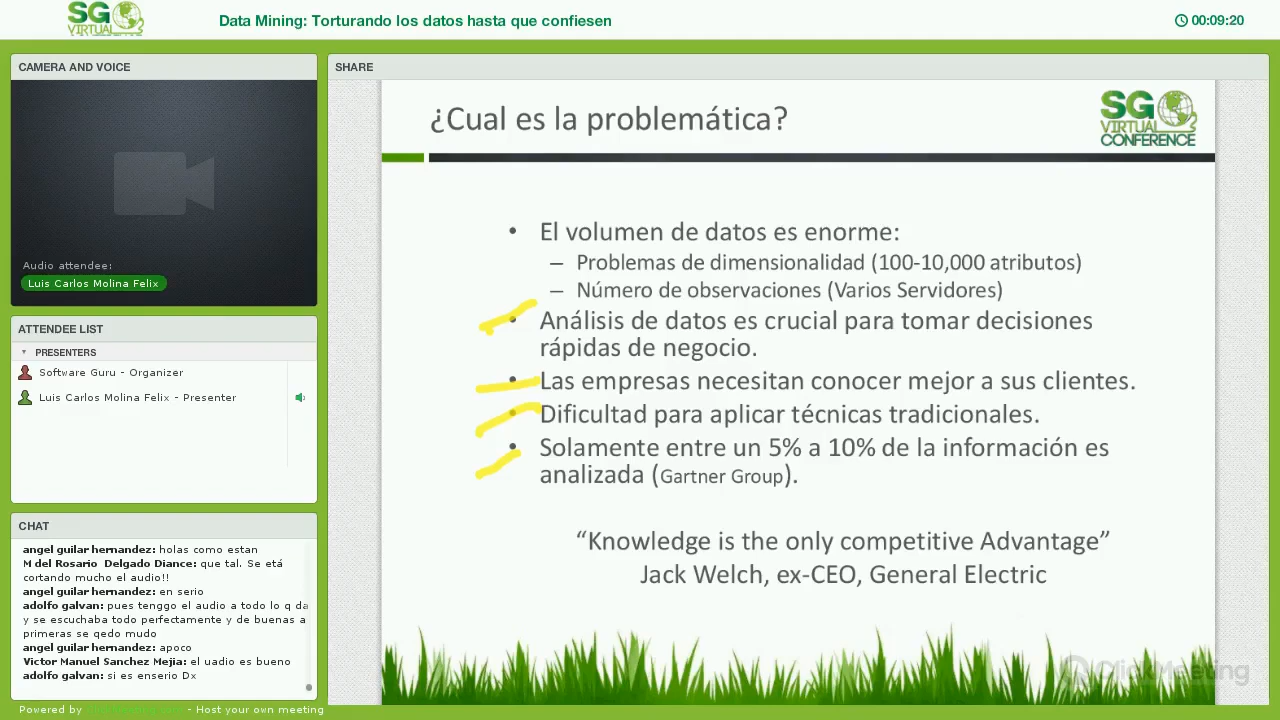 SG
VIRTUAL
Data Mining: Torturando los datos hasta que confiesen
00:09:20
CAMERA AND VOICE
Audio attendee:
Luis Carlos Molina Felix
ATTENDEE LIST
PRESENTERS
Software Guru - Organizer
Luis Carlos Molina Felix - Presenter
CHAT
angel guilar hernandez: holas como estan
M del Rosario Delgado Diance: que tal. Se etá
cortando mucho el audio!!
angel guilar hernandez: en serio
adolfo galvan: pues tenggo el audio a todo lo q da
y se escuchaba todo perfectamente y de buenas a
primeras se qedo mudo
angel guilar hernandez: apoco
Victor Manuel Sanchez Mejia: el uadio es bueno
adolfo galvan: si es enserio Dx
Powered by - Host your own meeting
SHARE
¿Cual es la problemática?
SG
VIRTUAL
CONFERENCE
• El volumen de datos es enorme:
– Problemas de dimensionalidad (100-10,000 atributos)
– Número de observaciones (Varios Servidores)
• Análisis de datos es crucial para tomar decisiones
rápidas de negocio.
• Las empresas necesitan conocer mejor a sus clientes.
• Dificultad para aplicar técnicas tradicionales.
• Solamente entre un 5% a 10% de la información es
analizada (Gartner Group).
“Knowledge is the only competitive Advantage”
Jack Welch, ex-CEO, General Electric
ClickMeeting